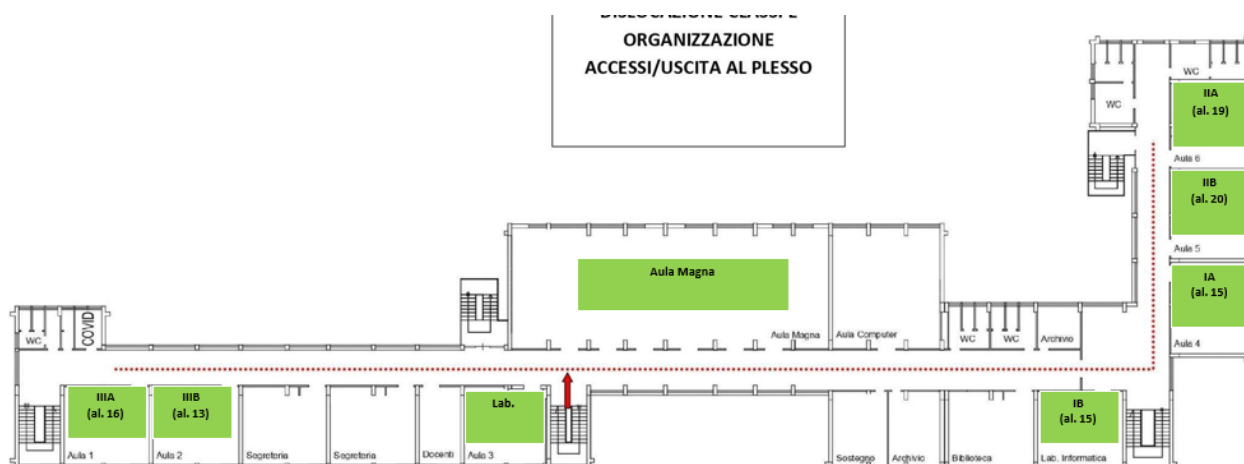 DISLOCAZIONE CLASSI E
ORGANIZZAZIONE
ACCESSI/USCITA AL PLESSO
WC
WC
IIA
(al. 19)
Aula 6
IIB
(al. 20)
Aula 5
IA
(al. 15)
Aula 4
Aula Magna
Aula Magna
Aula Computer
WC
COVID
WC
WC
Archivio
IIIA
(al. 16)
Aula 1
IIIB
(al. 13)
Aula 2
Segreteria
Segreteria
Docenti
Lab.
Aula 3
Sostegno
Archivio
Biblioteca
IB
(al. 15)
Lab. Informatica